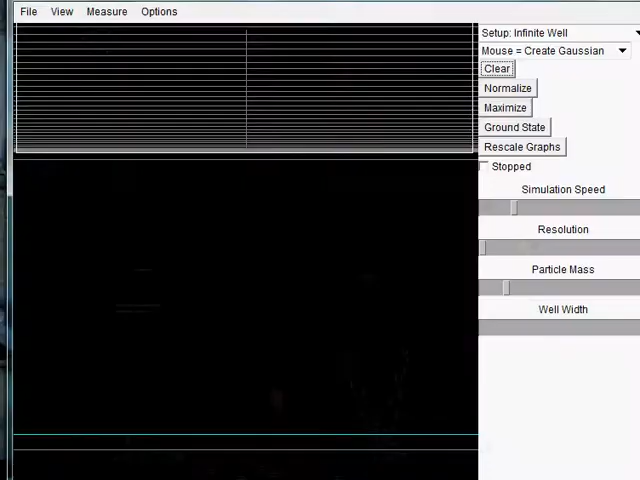 File View Measure Options
Setup: Infinite Well
Mouse = Create Gaussian
Clear
Normalize
Maximize
Ground State
Rescale Graphs
Stopped
Simulation Speed
Resolution
Particle Mass
Well Width